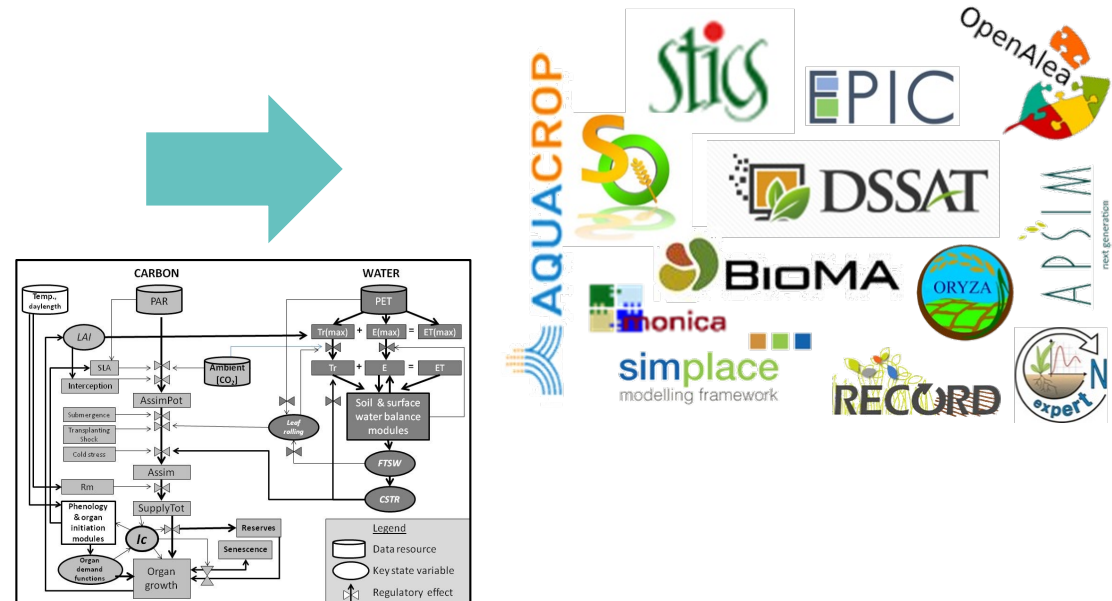 CARBON
WATER
Temp.,
daylength
PAR
PET
LAI
Tr(max) + E(max) = ET(max)
SLA
Ambient
[CO₂]
Tr + E = ET
Interception
AssimPot
Soil & surface
water balance
modules
Submergence
Leaf
rolling
Transplanting
Shock
Cold stress
FTSW
Assim
Rm
CSTR
SupplyTot
Phenology
& organ
initiation
modules
Ic
Reserves
Senescence
Organ
demand
functions
Organ
growth
Legend
Data resource
Key state variable
Regulatory effect
AQUACROP
stics
EPIC
OpenAlea
SO
DSSAT
APSIM
next generation
BioMA
ORYZA
monica
simplace
modelling framework
RECORD
expert N